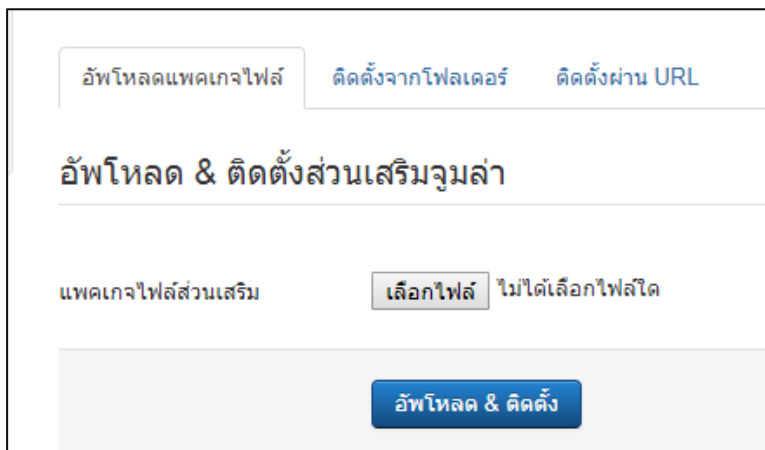 อัพโหลดแพคเกจไฟล์ ติดตั้งจากโฟลเดอร์ ติดตั้งผ่าน URL
อัพโหลด & ติดตั้งส่วนเสริมจูมล่า
แพคเกจไฟล์ส่วนเสริม เลือกไฟล์ ไม่ได้เลือกไฟล์ใด
อัพโหลด & ติดตั้ง